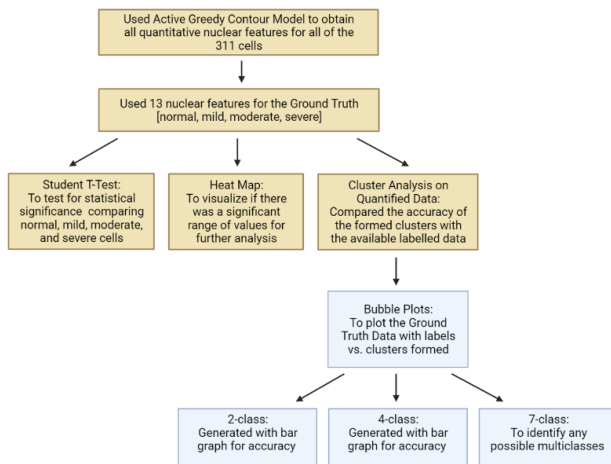 Used Active Greedy Contour Model to obtain
all quantitative nuclear features for all of the
311 cells
Used 13 nuclear features for the Ground Truth
[normal, mild, moderate, severe]
Student T-Test:
To test for statistical
significance comparing
normal, mild, moderate,
and severe cells
Heat Map:
To visualize if there
was a significant
range of values for
further analysis
Cluster Analysis on
Quantified Data:
Compared the accuracy of
the formed clusters with
the available labelled data
Bubble Plots:
To plot the Ground
Truth Data with labels
vs. clusters formed
2-class:
Generated with bar
graph for accuracy
4-class:
Generated with bar
graph for accuracy
7-class:
To identify any
possible multiclasses